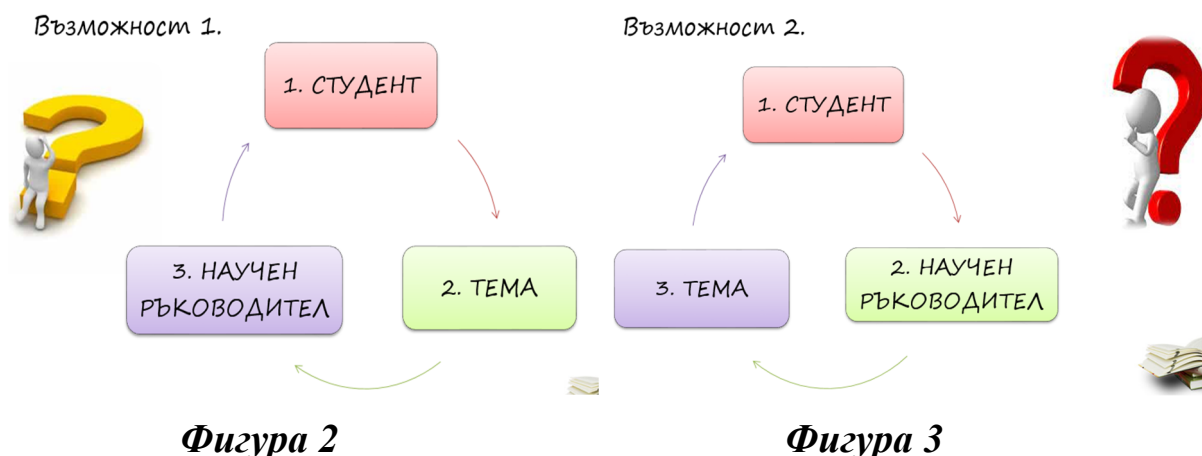 Възможност 1.
1. СТУДЕНТ
2. ТЕМА
3. НАУЧЕН
РЪКОВОДИТЕЛ
Фигура 2
Възможност 2.
1. СТУДЕНТ
2. НАУЧЕН
РЪКОВОДИТЕЛ
3. ТЕМА
Фигура 3